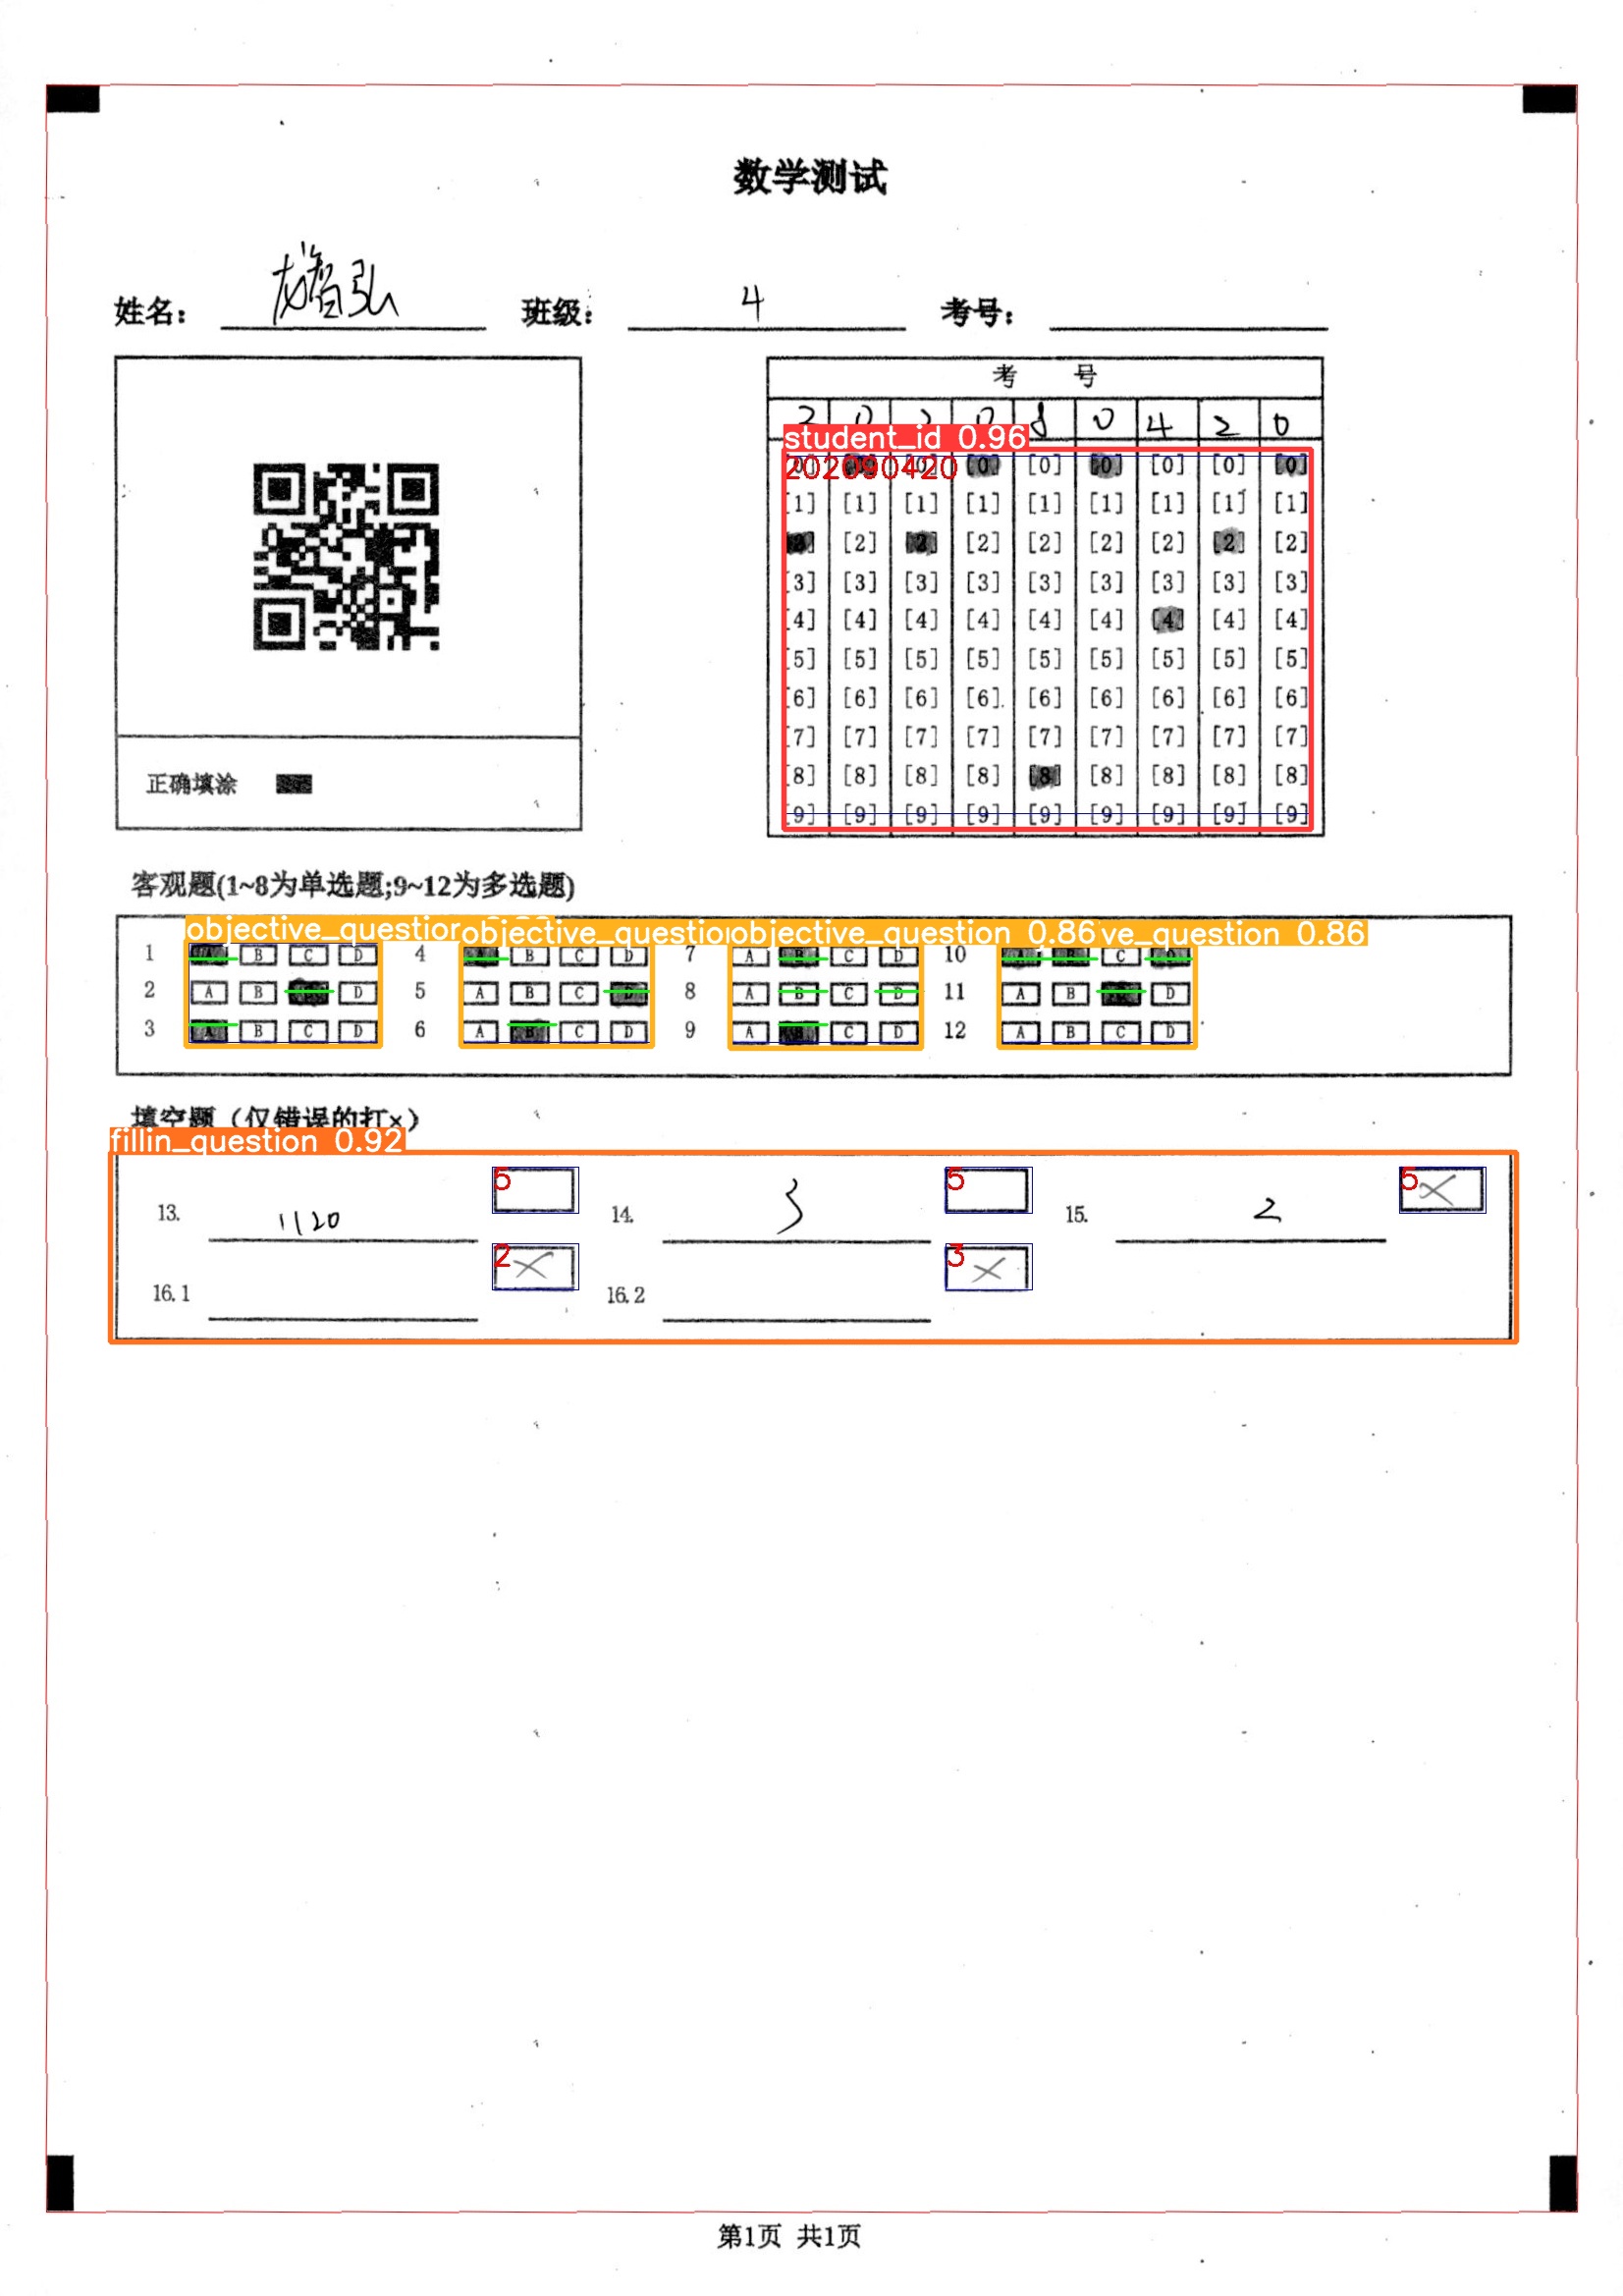 数学测试
姓名： 龙智弘 班级： 4 考号：
考 号
2 0 2 0 8 0 4 2 0
student_id 0.96
202090420
[0] [0] [0] [0] [0] [0] [0]
[1] [1] [1] [1] [1] [1] [1] [1] [1]
[2] [2] [2] [2] [2] [2] [2] [2]
[3] [3] [3] [3] [3] [3] [3] [3] [3]
[4] [4] [4] [4] [4] [4] [4] [4] [4]
[5] [5] [5] [5] [5] [5] [5] [5] [5]
[6] [6] [6] [6] [6] [6] [6] [6] [6]
[7] [7] [7] [7] [7] [7] [7] [7] [7]
[8] [8] [8] [8] [8] [8] [8] [8] [8]
[9] [9] [9] [9] [9] [9] [9] [9] [9]
正确填涂
客观题(1~8为单选题;9~12为多选题)
objective_question objective_question objective_question 0.86 ve_question 0.86
1 A B C D 4 A B C D 7 A B C D 10 A B C D
2 A B D 5 A B C D 8 A B C D 11 A B D
3 A B C D 6 A B C D 9 A B C D 12 A B C D
填空题（仅错误的打×）
fillin_question 0.92
13. 1120 5 14. 3 5 15. 2 5 ×
16.1 2 × 16.2 3 ×
第1页 共1页